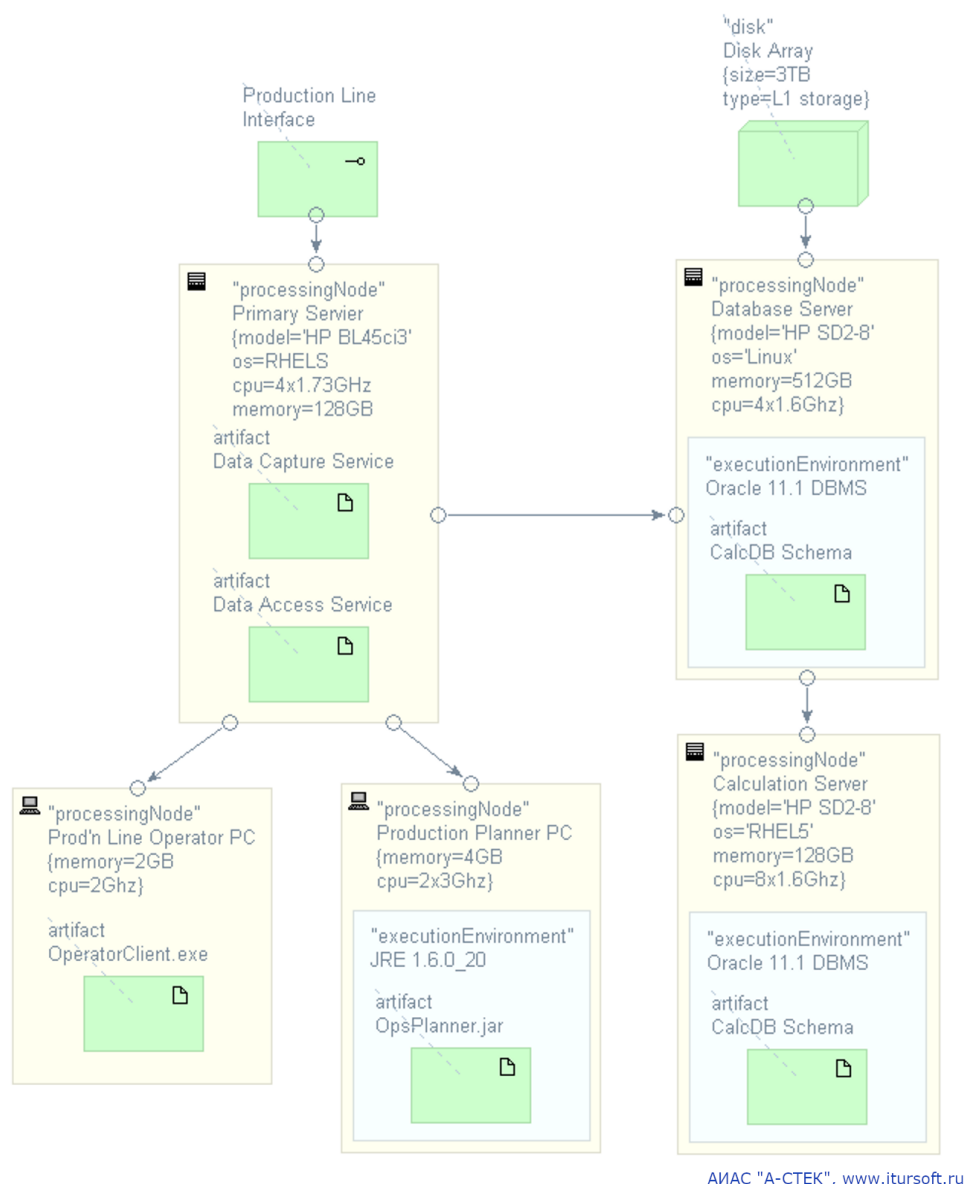 "disk"
Disk Array
{size=3TB
type=L1 storage}
Production Line
Interface
"processingNode"
Primary Servier
{model='HP BL45ci3'
os=RHELS
cpu=4x1.73GHz
memory=128GB
artifact
Data Capture Service
artifact
Data Access Service
"processingNode"
Database Server
{model='HP SD2-8'
os='Linux'
memory=512GB
cpu=4x1.6Ghz}
"executionEnvironment"
Oracle 11.1 DBMS
artifact
CalcDB Schema
"processingNode"
Prod'n Line Operator PC
{memory=2GB
cpu=2Ghz}
artifact
OperatorClient.exe
"processingNode"
Production Planner PC
{memory=4GB
cpu=2x3Ghz}
"executionEnvironment"
JRE 1.6.0_20
artifact
OpsPlanner.jar
"processingNode"
Calculation Server
{model='HP SD2-8'
os='RHEL5'
memory=128GB
cpu=8x1.6Ghz}
"executionEnvironment"
Oracle 11.1 DBMS
artifact
CalcDB Schema
АИАС "А-СТЕК", www.itursoft.ru